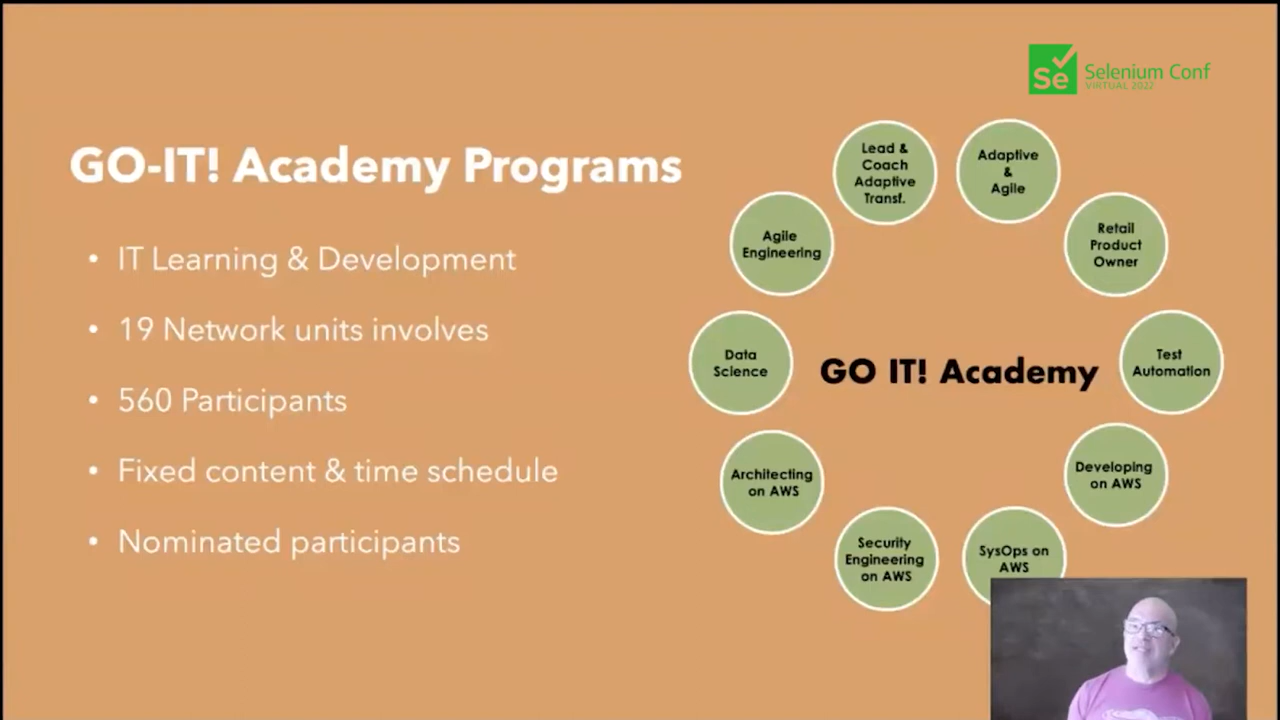 Se
Selenium Conf
VIRTUAL 2022
GO-IT! Academy Programs
• IT Learning & Development
• 19 Network units involves
• 560 Participants
• Fixed content & time schedule
• Nominated participants
Lead &
Coach
Adaptive
Transf.
Adaptive
&
Agile
Agile
Engineering
Retail
Product
Owner
Data
Science
GO IT! Academy
Test
Automation
Architecting
on AWS
Developing
on AWS
Security
Engineering
on AWS
SysOps on
AWS